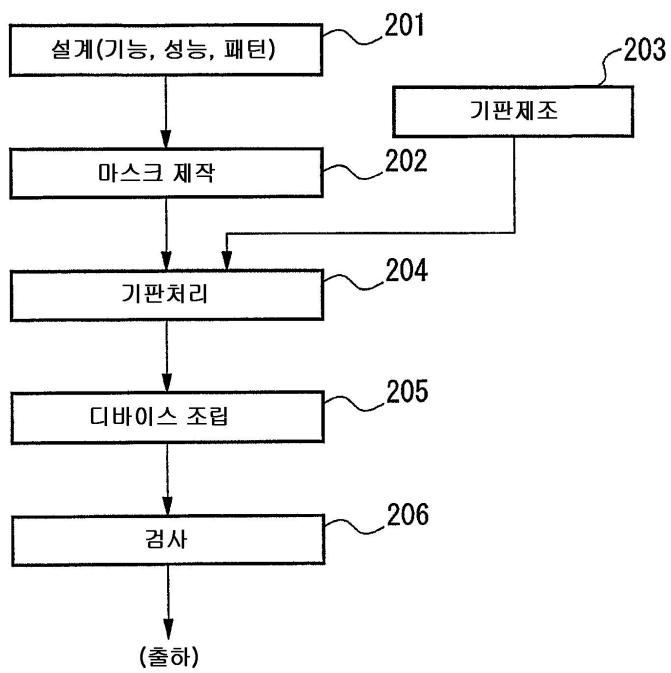 설계(기능, 성능, 패턴)
201
203
기판제조
마스크 제작
202
기판처리
204
디바이스 조립
205
검사
206
(출하)